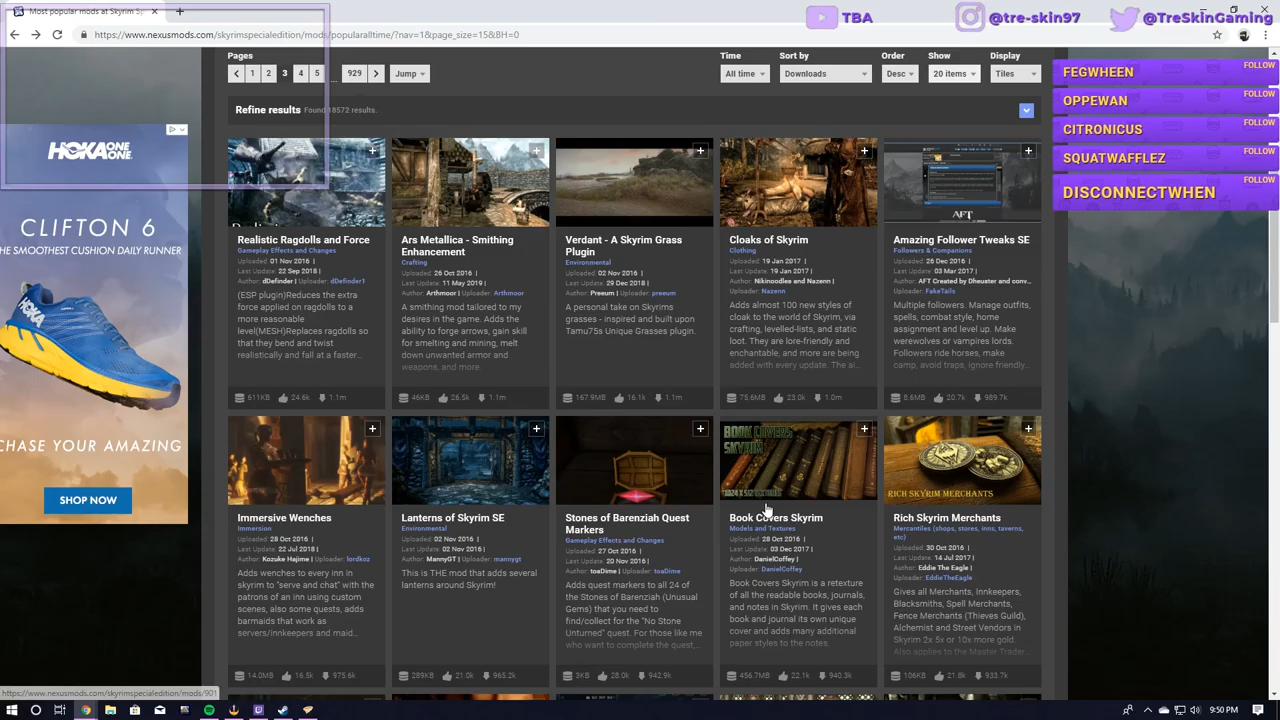 Most popular mods at Skyrim Sp
TBA
@tre-skin97
@TreSkinGaming
https://www.nexusmods.com/skyrimspecialedition/mods/popularalltime/?nav=1&page_size=15&BH=0
Pages
1 2 3 4 5 ... 929 Jump
Time
All time
Sort by
Downloads
Order
Desc
Show
20 items
Display
Tiles
Refine results Found 18572 results.
FEGWHEEN FOLLOW
OPPEWAN FOLLOW
CITRONICUS FOLLOW
SQUATWAFFLEZ FOLLOW
DISCONNECTWHEN FOLLOW
HOKA ONE ONE
CLIFTON 6
THE SMOOTHEST CUSHION DAILY RUNNER
HOKA
CHASE YOUR AMAZING
SHOP NOW
Realistic Ragdolls and Force
Gameplay Effects and Changes
Uploaded: 01 Nov 2016 |
Last Update: 22 Sep 2018 |
Author: dDefinder | Uploader: dDefinder1
(ESP plugin)Reduces the extra
force applied on ragdolls to a
more reasonable
level(MESH)Replaces ragdolls so
that they bend and twist
realistically and fall at a faster...
611KB 24.6k 1.1m
Ars Metallica - Smithing
Enhancement
Crafting
Uploaded: 26 Oct 2016 |
Last Update: 11 May 2019 |
Author: Arthmoor | Uploader: Arthmoor
A smithing mod tailored to my
desires in the game. Adds the
ability to forge arrows, gain skill
for smelting and mining, melt
down unwanted armor and
weapons, and more.
46KB 26.5k 1.1m
Verdant - A Skyrim Grass
Plugin
Environmental
Uploaded: 02 Nov 2016 |
Last Update: 29 Dec 2018 |
Author: Preeum | Uploader: preeum
A personal take on Skyrims
grasses - inspired and built upon
Tamu75s Unique Grasses plugin.
167.9MB 16.1k 1.1m
Cloaks of Skyrim
Clothing
Uploaded: 19 Jan 2017 |
Last Update: 19 Jan 2017 |
Author: Nikinoodles and Nazenn |
Uploader: Nazenn
Adds almost 100 new styles of
cloak to the world of Skyrim, via
crafting, levelled-lists, and static
loot. They are lore-friendly and
enchantable, and more are being
added with every update. The ai...
75.6MB 23.0k 1.0m
AFT
Amazing Follower Tweaks SE
Followers & Companions
Uploaded: 26 Dec 2016 |
Last Update: 03 Mar 2017 |
Author: AFT Created by Dheuster and conv...
Uploader: FakeTails
Multiple followers. Manage outfits,
spells, combat style, home
assignment and level up. Make
werewolves or vampires lords.
Followers ride horses, make
camp, avoid traps, ignore friendly...
8.6MB 20.7k 989.7k
Immersive Wenches
Immersion
Uploaded: 28 Oct 2016 |
Last Update: 22 Jul 2018 |
Author: Kozuke Hajime | Uploader: lordkoz
Adds wenches to every inn in
skyrim to "serve and chat" with the
patrons of an inn using custom
scenes, also some quests, adds
barmaids that work as
servers/innkeepers and maid...
14.0MB 16.5k 975.6k
Lanterns of Skyrim SE
Environmental
Uploaded: 02 Nov 2016 |
Last Update: 02 Nov 2016 |
Author: MannyGT | Uploader: mannygt
This is THE mod that adds several
lanterns around Skyrim!
289KB 21.0k 965.2k
Stones of Barenziah Quest
Markers
Gameplay Effects and Changes
Uploaded: 27 Oct 2016 |
Last Update: 20 Nov 2016 |
Author: toaDime | Uploader: toaDime
Adds quest markers to all 24 of
the Stones of Barenziah (Unusual
Gems) that you need to
find/collect for the "No Stone
Unturned" quest. For those like me
who want to complete the quest,...
3KB 28.0k 942.9k
BOOK COVERS
SKYRIM
Book Covers Skyrim
Models and Textures
Uploaded: 28 Oct 2016 |
Last Update: 03 Dec 2017 |
Author: DanielCoffey |
Uploader: DanielCoffey
Book Covers Skyrim is a retexture
of all the readable books, journals,
and notes in Skyrim. It gives each
book and journal its own unique
cover and adds many additional
paper styles to the notes.
456.7MB 22.1k 940.3k
RICH SKYRIM MERCHANTS
Rich Skyrim Merchants
Mercantiles (shops, stores, inns, taverns,
etc)
Uploaded: 30 Oct 2016 |
Last Update: 14 Jul 2017 |
Author: Eddie The Eagle |
Uploader: EddieTheEagle
Gives all Merchants, Innkeepers,
Blacksmiths, Spell Merchants,
Fence Merchants (Thieves Guild),
Alchemist and Street Vendors in
Skyrim 2x 5x or 10x more gold.
Also applies to the Master Trader...
106KB 21.8k 933.7k
https://www.nexusmods.com/skyrimspecialedition/mods/901
9:50 PM